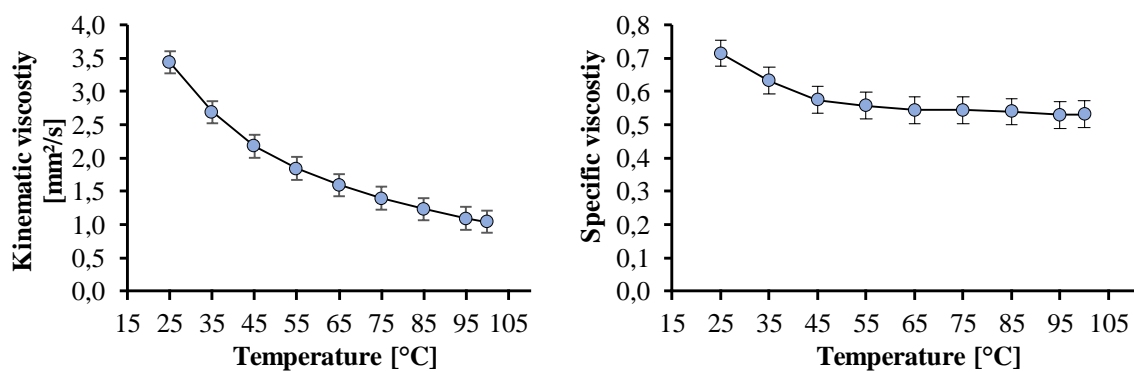 4,0
3,5
3,0
2,5
2,0
1,5
1,0
0,5
0,0
Kinematic viscostiy
[mm²/s]
15 25 35 45 55 65 75 85 95 105
Temperature [°C]
0,8
0,7
0,6
0,5
0,4
0,3
0,2
0,1
0,0
Specific viscostiy
15 25 35 45 55 65 75 85 95 105
Temperature [°C]